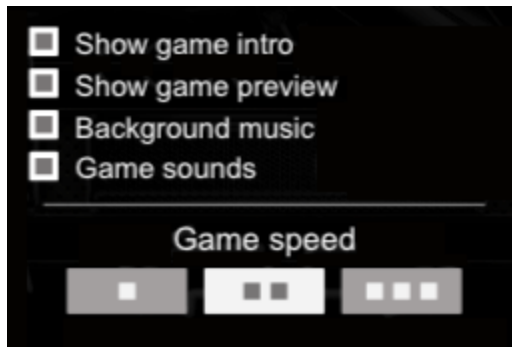 Show game intro
Show game preview
Background music
Game sounds
Game speed